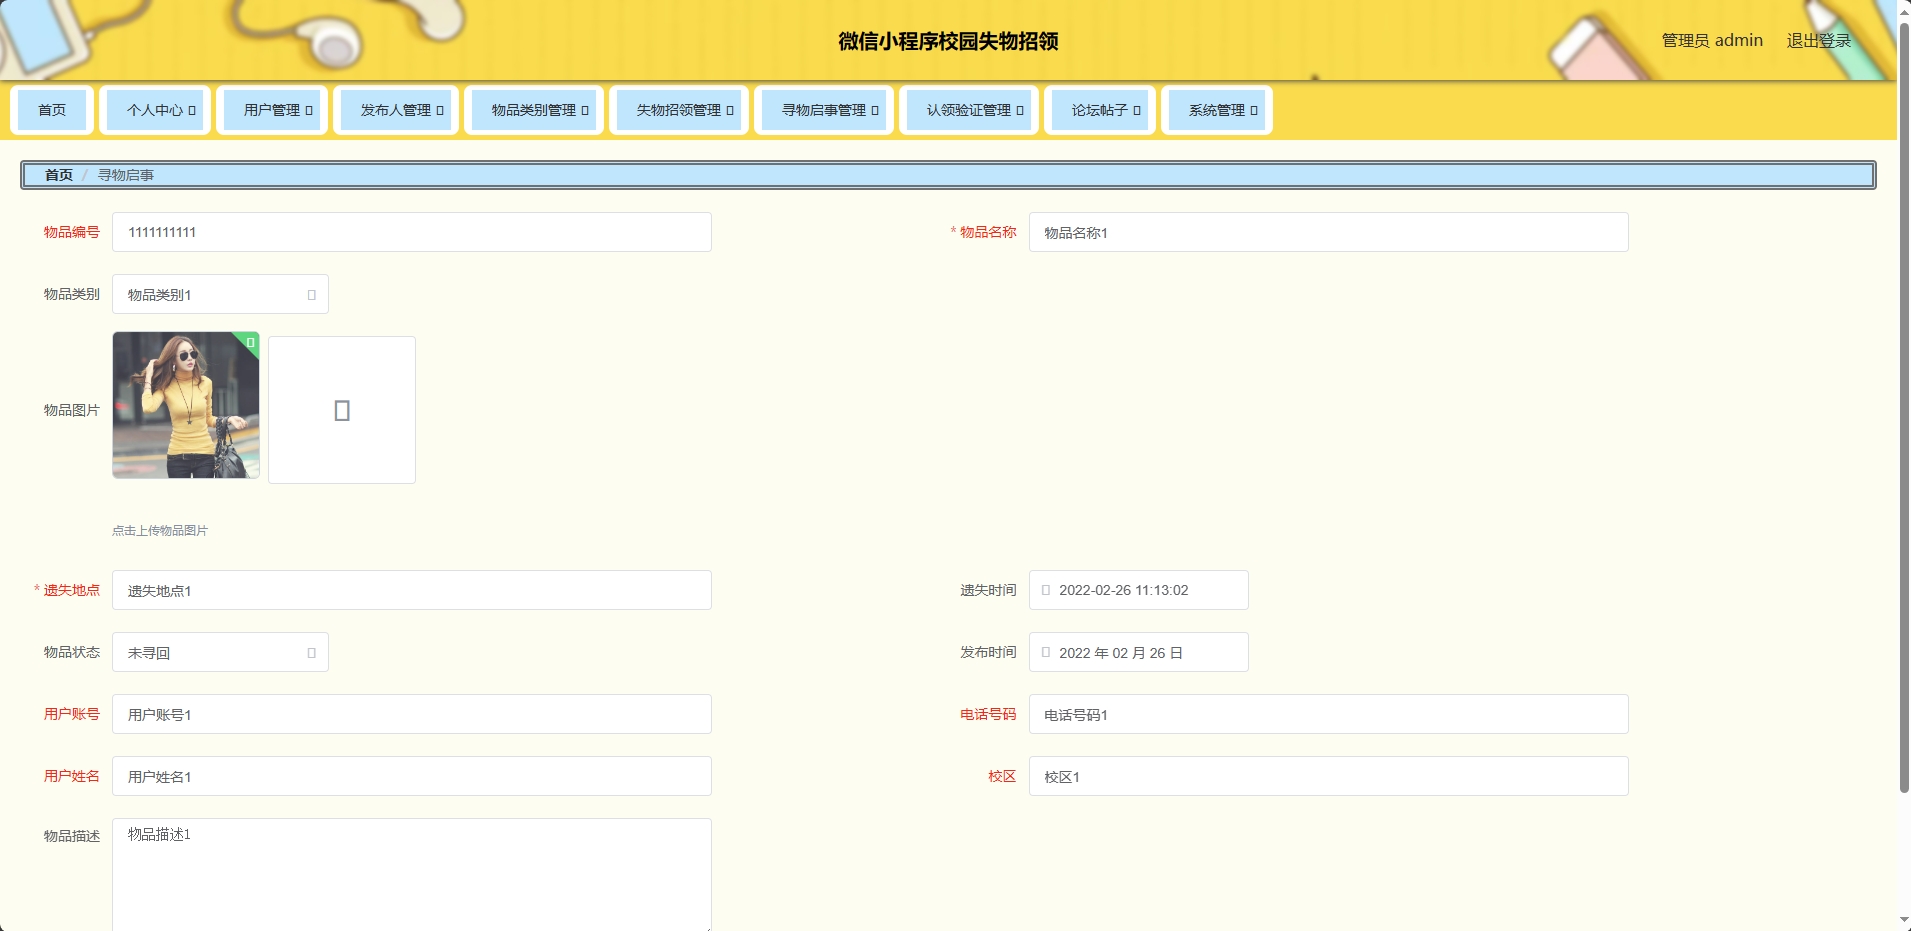 微信小程序校园失物招领
管理员 admin 退出登录
首页 个人中心 用户管理 发布人管理 物品类别管理 失物招领管理 寻物启事管理 认领验证管理 论坛帖子 系统管理
首页 / 寻物启事
物品编号 1111111111 * 物品名称 物品名称1
物品类别 物品类别1
物品图片
点击上传物品图片
* 遗失地点 遗失地点1 遗失时间 2022-02-26 11:13:02
物品状态 未寻回 发布时间 2022 年 02 月 26 日
用户账号 用户账号1 电话号码 电话号码1
用户姓名 用户姓名1 校区 校区1
物品描述 物品描述1